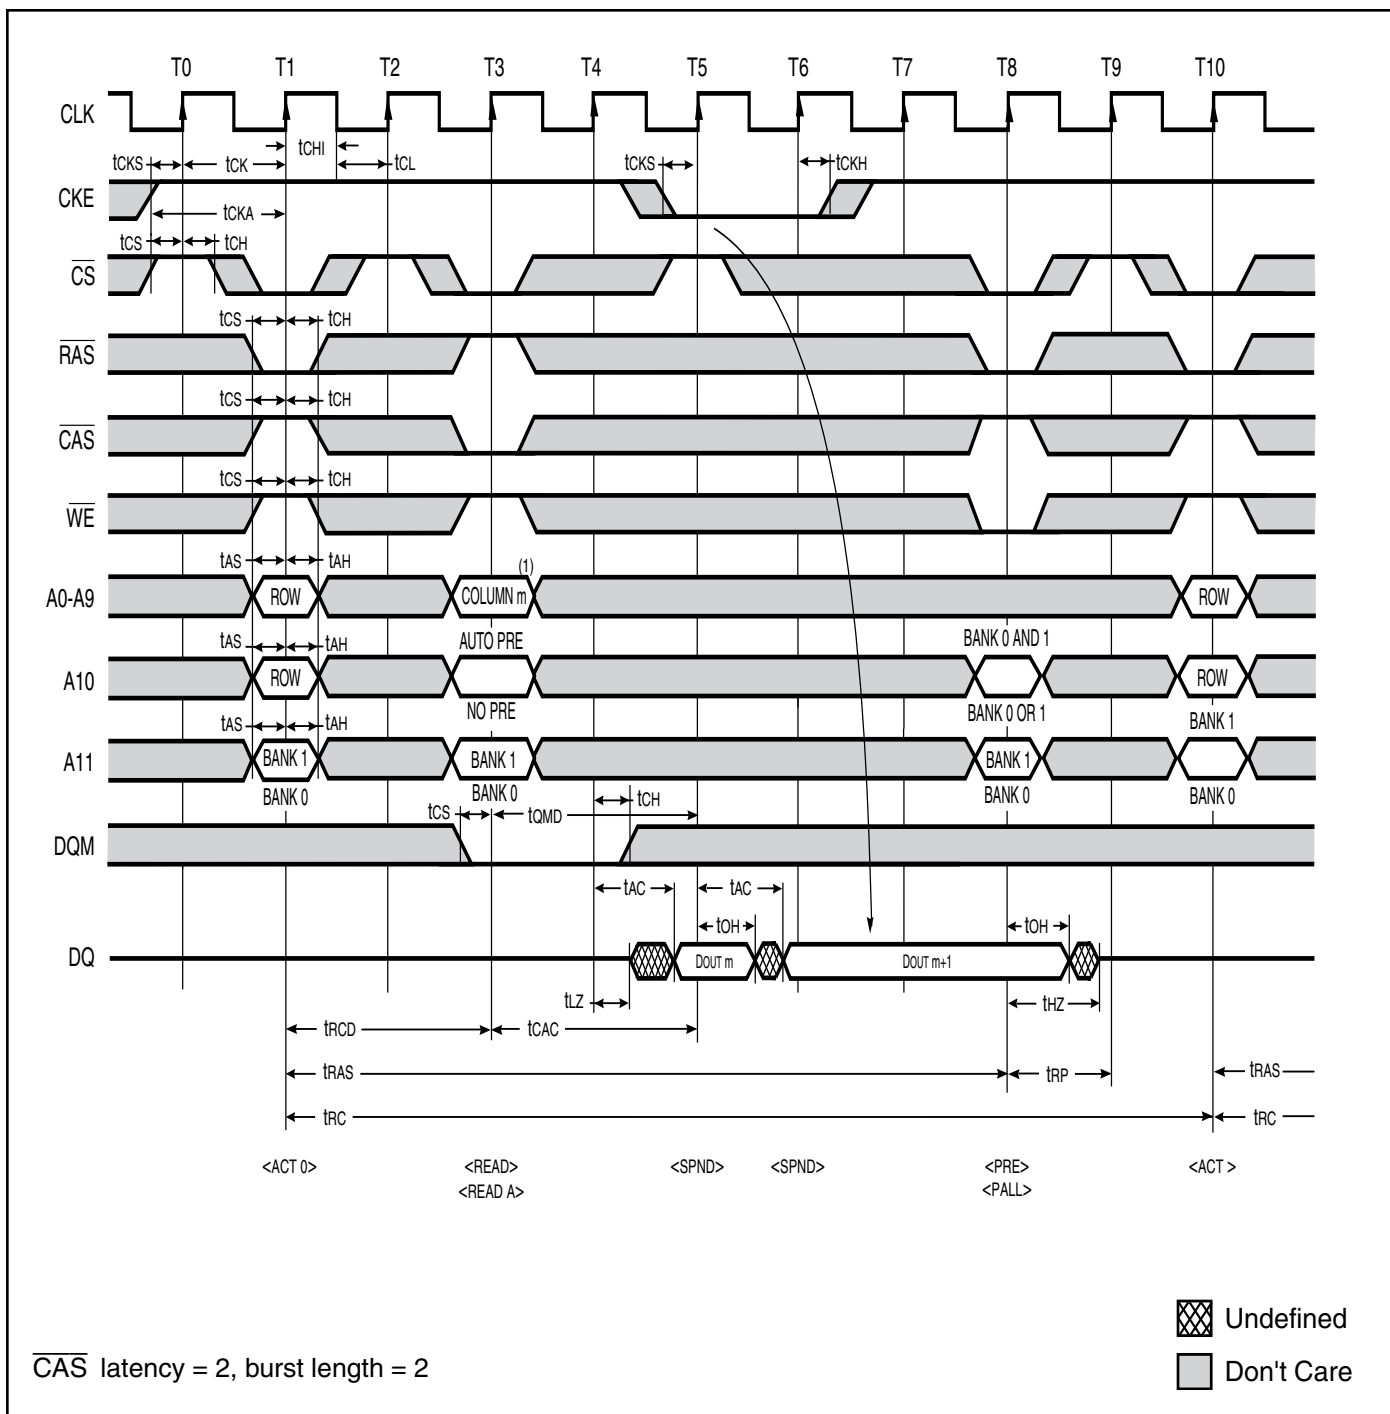 T0 T1 T2 T3 T4 T5 T6 T7 T8 T9 T10
CLK
tCHI
tCKS tCK tCL tCKS tCKH
CKE
tCKA
tCS tCH
CS
tCS tCH
RAS
tCS tCH
CAS
tCS tCH
WE
tAS tAH (1)
A0-A9 ROW COLUMN m ROW
tAS tAH AUTO PRE BANK 0 AND 1
A10 ROW ROW
NO PRE BANK 0 OR 1
tAS tAH BANK 1
A11 BANK 1 BANK 1 BANK 1
BANK 0 BANK 0 BANK 0 BANK 0
tCS tQMD tCH
DQM
tAC tAC
tOH tOH
DQ DOUT m DOUT m+1
tLZ tHZ
tRCD tCAC
tRAS tRP tRAS
tRC tRC
<ACT 0> <READ> <SPND> <SPND> <PRE> <ACT >
<READ A> <PALL>
Undefined
CAS latency = 2, burst length = 2
Don't Care